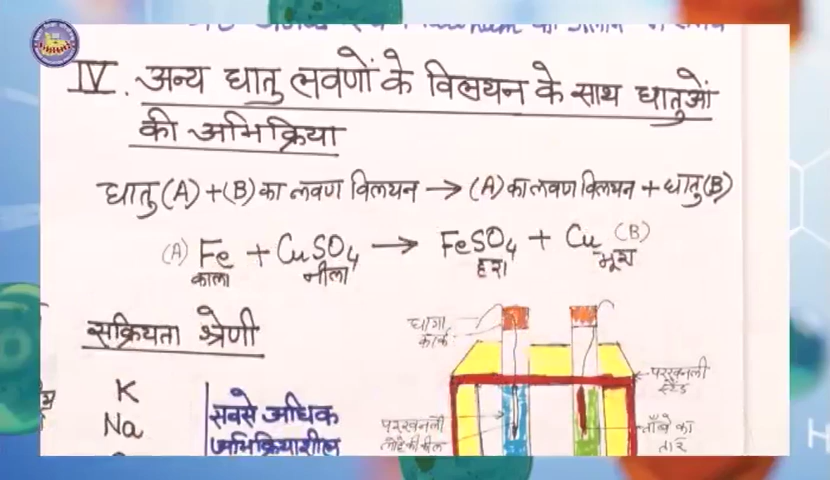 IV. अन्य धातु लवणों के विलयन के साथ धातुओं
की अभिक्रिया
धातु(A)+(B)का लवण विलयन → (A)का लवण विलयन + धातु(B)
(A) Fe + CuSO₄ → FeSO₄ + Cu (B)
काला नीला हरा भूरा
सक्रियता श्रेणी
धागा
कॉर्क
परखनली
स्टैंड
K
Na
सबसे अधिक
अभिक्रियाशील
परखनली
लोहे की कील
ताँबे का
तार